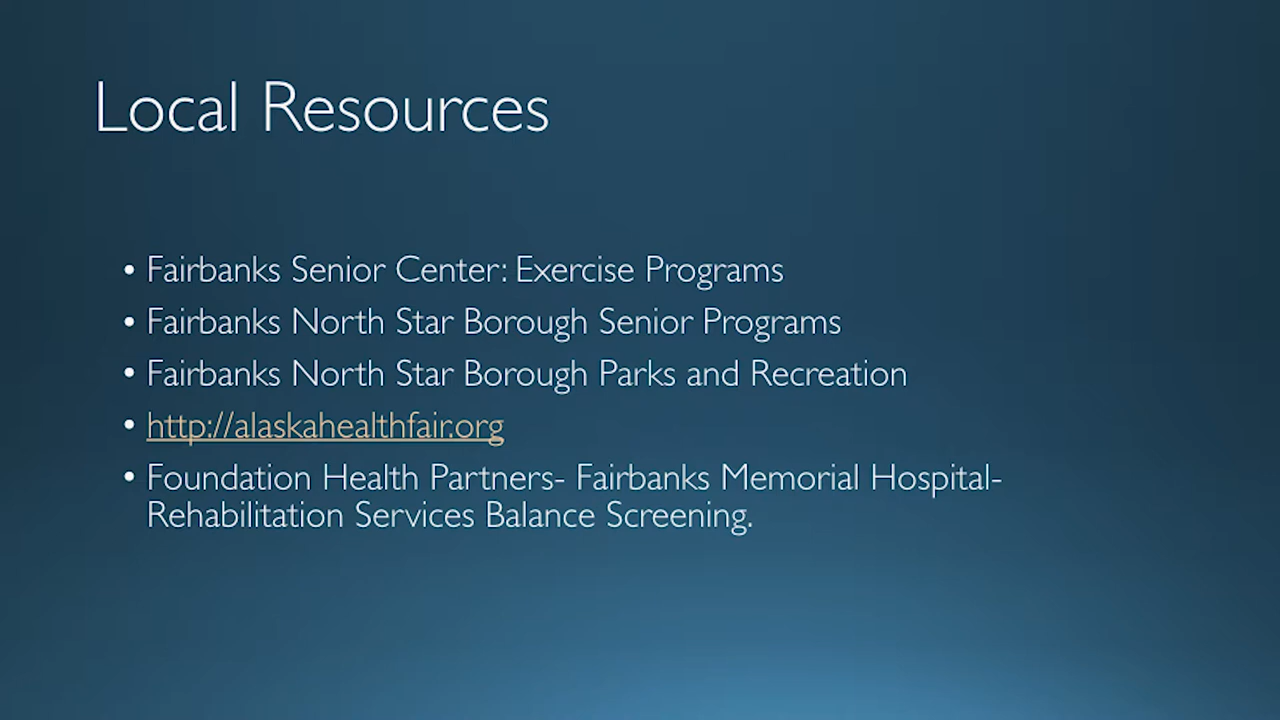 Local Resources
• Fairbanks Senior Center: Exercise Programs
• Fairbanks North Star Borough Senior Programs
• Fairbanks North Star Borough Parks and Recreation
• http://alaskahealthfair.org
• Foundation Health Partners- Fairbanks Memorial Hospital-
Rehabilitation Services Balance Screening.